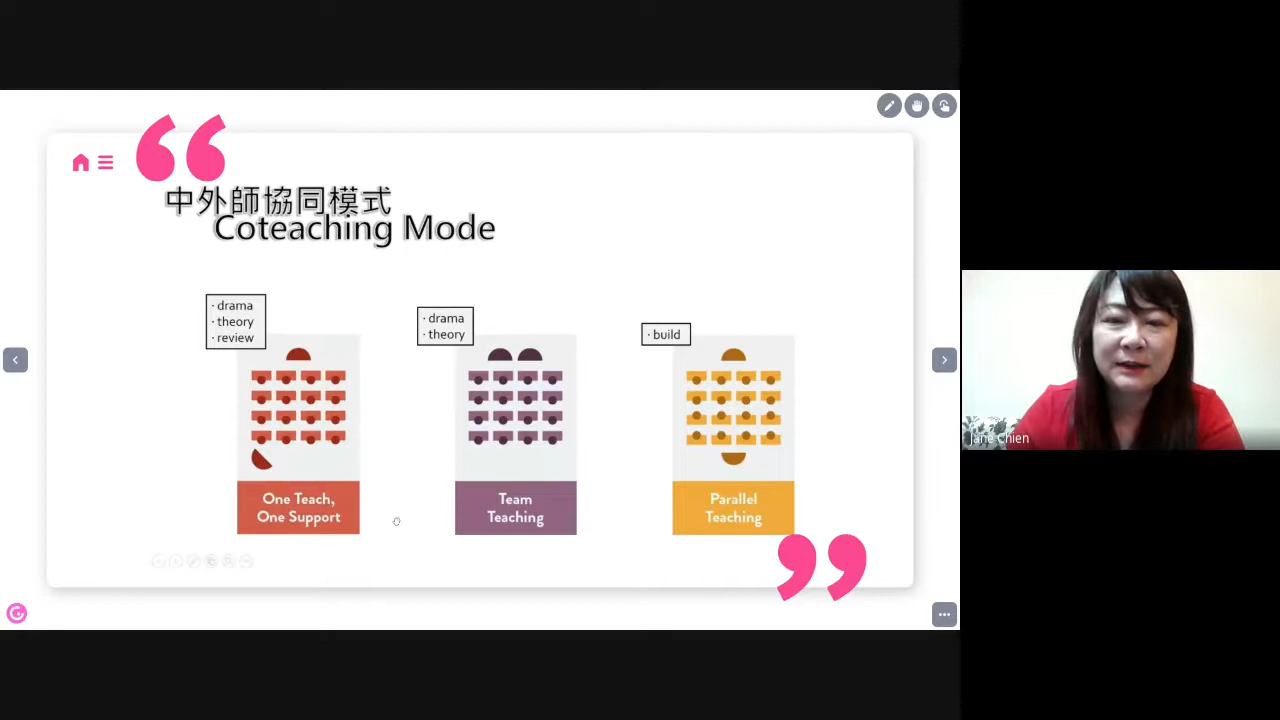 中外師協同模式
Coteaching Mode
· drama
· theory
· review
· drama
· theory
· build
One Teach,
One Support
Team
Teaching
Parallel
Teaching
Jane Chien